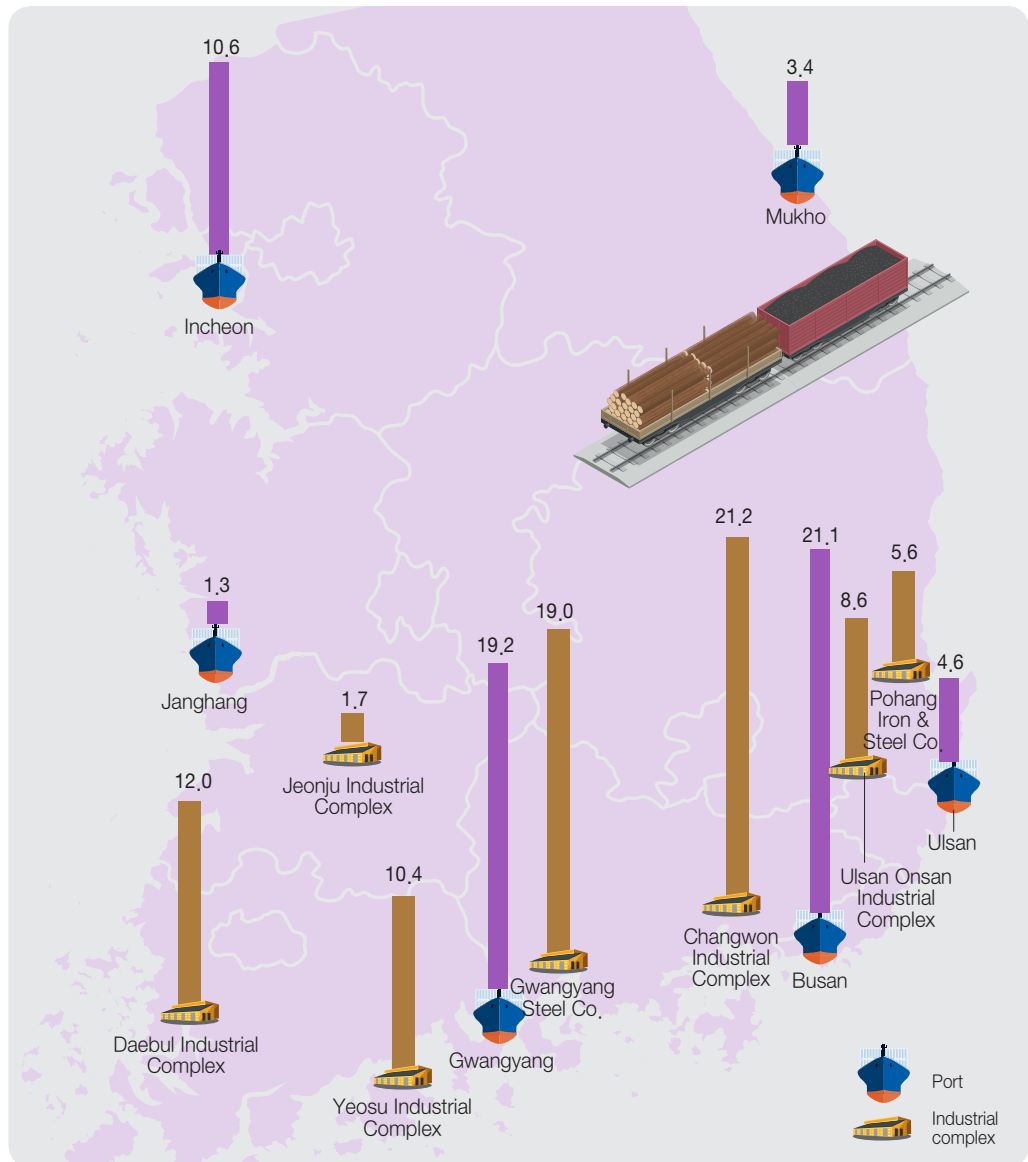 10.6
Incheon
3.4
Mukho
1.3
Janghang
1.7
Jeonju Industrial
Complex
12.0
Daebul Industrial
Complex
10.4
Yeosu Industrial
Complex
19.2
Gwangyang
19.0
Gwangyang
Steel Co.
21.2
Changwon
Industrial
Complex
21.1
Busan
8.6
Ulsan Onsan
Industrial
Complex
5.6
Pohang
Iron &
Steel Co.
4.6
Ulsan
Port
Industrial
complex